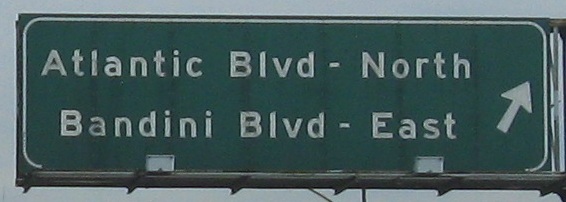 Atlantic Blvd - North
Bandini Blvd - East